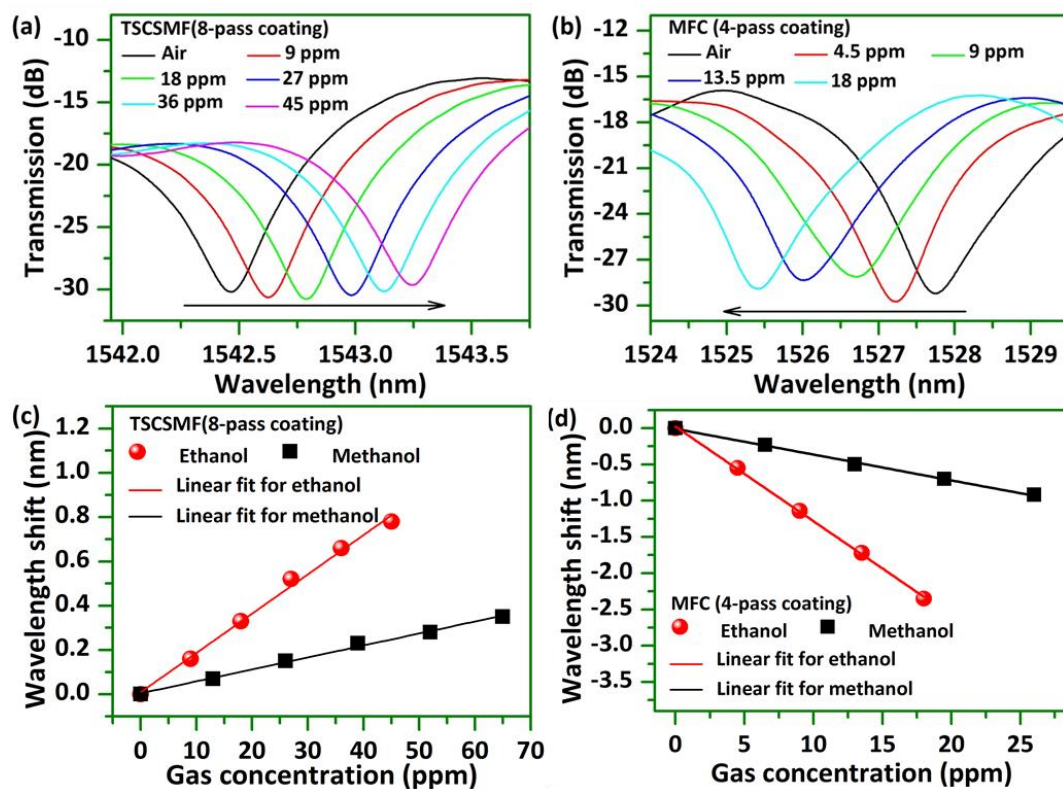 (a)
TSCSMF(8-pass coating)
Air 9 ppm
18 ppm 27 ppm
36 ppm 45 ppm
-10
-15
-20
-25
-30
Transmission (dB)
1542.0 1542.5 1543.0 1543.5
Wavelength (nm)
(b)
MFC (4-pass coating)
Air 4.5 ppm 9 ppm
13.5 ppm 18 ppm
-12
-15
-18
-21
-24
-27
-30
Transmission (dB)
1524 1525 1526 1527 1528 1529
Wavelength (nm)
(c)
TSCSMF(8-pass coating)
Ethanol Methanol
Linear fit for ethanol
Linear fit for methanol
1.2
1.0
0.8
0.6
0.4
0.2
0.0
Wavelength shift (nm)
0 10 20 30 40 50 60 70
Gas concentration (ppm)
(d)
0.0
-0.5
-1.0
-1.5
-2.0
-2.5
-3.0
-3.5
Wavelength shift (nm)
MFC (4-pass coating)
Ethanol Methanol
Linear fit for ethanol
Linear fit for methanol
0 5 10 15 20 25
Gas concentration (ppm)